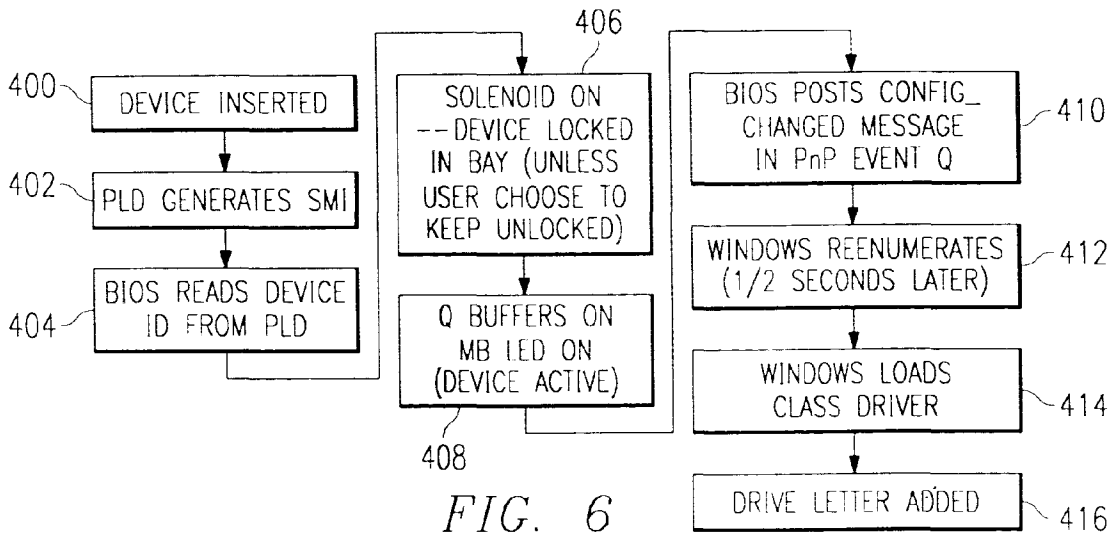 400
DEVICE INSERTED
402
PLD GENERATES SMI
404
BIOS READS DEVICE
ID FROM PLD
406
SOLENOID ON
--DEVICE LOCKED
IN BAY (UNLESS
USER CHOOSE TO
KEEP UNLOCKED)
Q BUFFERS ON
MB LED ON
(DEVICE ACTIVE)
408
BIOS POSTS CONFIG_
CHANGED MESSAGE
IN PnP EVENT Q
410
WINDOWS REENUMERATES
(1/2 SECONDS LATER)
412
WINDOWS LOADS
CLASS DRIVER
414
DRIVE LETTER ADDED
416
FIG. 6